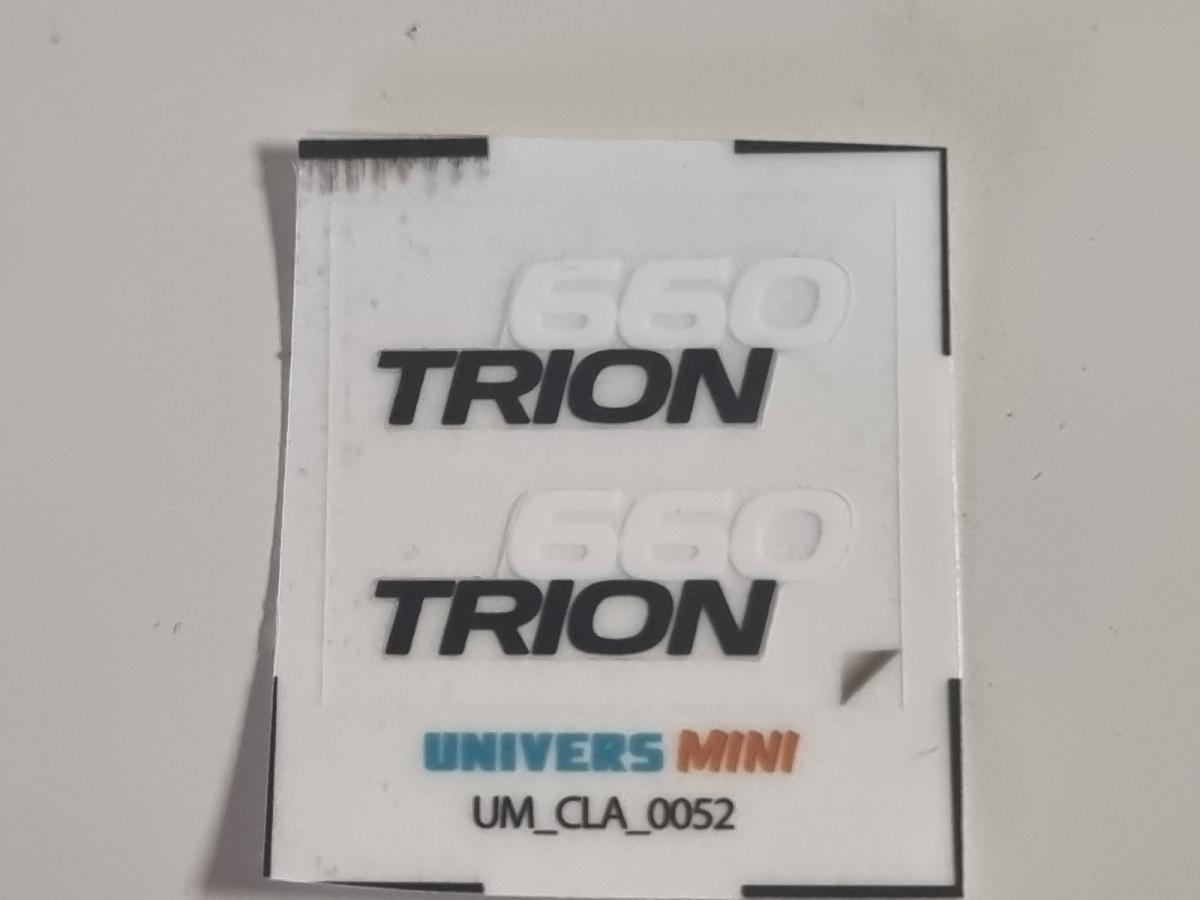 660
TRION
660
TRION
UNIVERS MINI
UM_CLA_0052